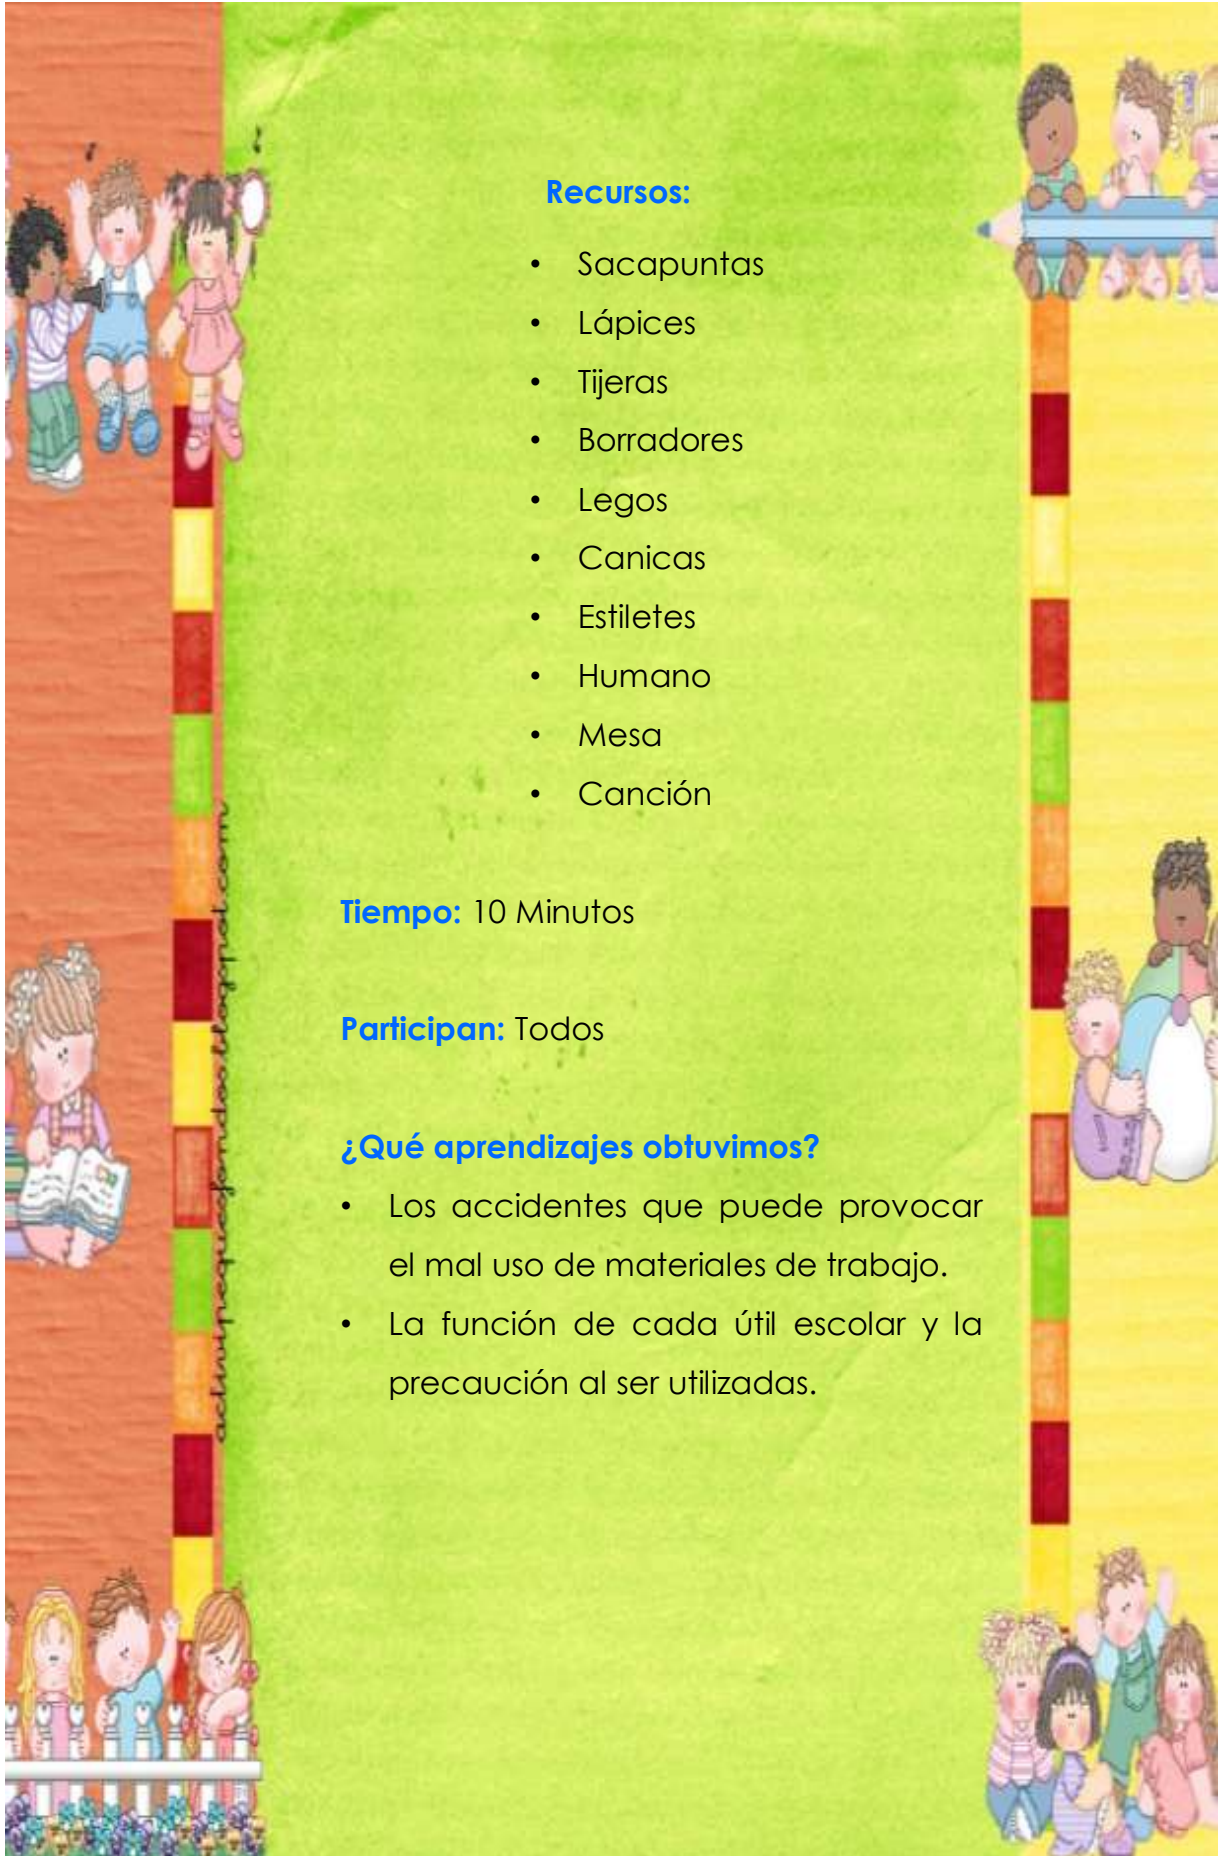 Recursos:
• Sacapuntas
• Lápices
• Tijeras
• Borradores
• Legos
• Canicas
• Estiletes
• Humano
• Mesa
• Canción
Tiempo: 10 Minutos
Participan: Todos
¿Qué aprendizajes obtuvimos?
• Los accidentes que puede provocar
el mal uso de materiales de trabajo.
• La función de cada útil escolar y la
precaución al ser utilizadas.